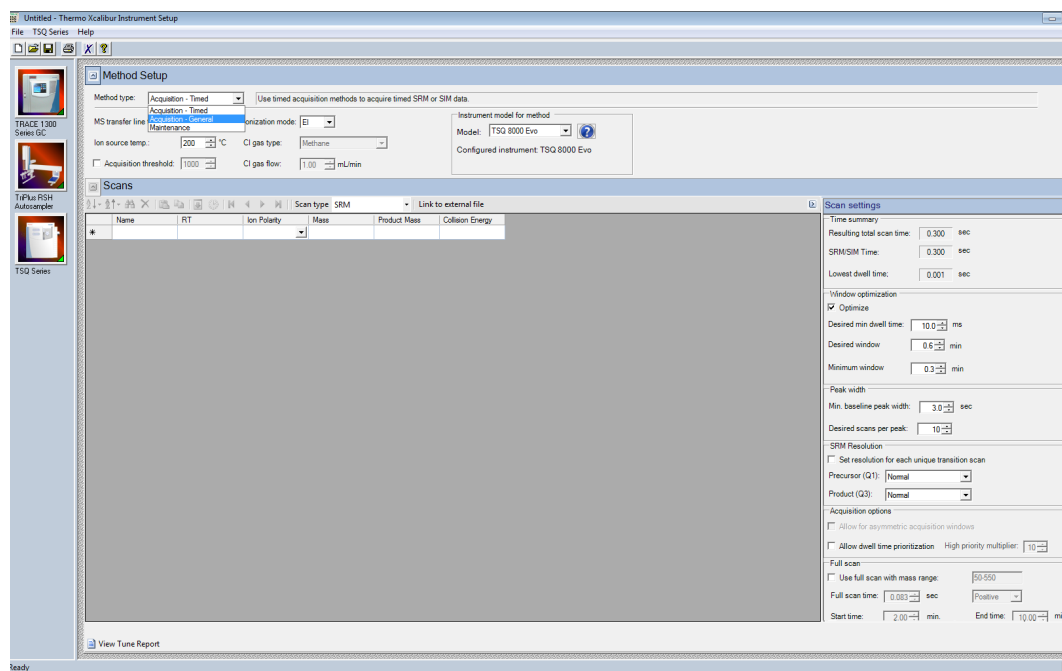 Untitled - Thermo Xcalibur Instrument Setup
File TSQ Series Help
Method Setup
Method type: Acquisition - Timed Use timed acquisition methods to acquire timed SRM or SIM data.
Acquisition - Timed
Acquisition - General
Maintenance
MS transfer line
onization mode: EI
Ion source temp.: 200 °C CI gas type: Methane
Acquisition threshold: 1000 CI gas flow: 1.00 mL/min
Instrument model for method
Model: TSQ 8000 Evo
Configured instrument: TSQ 8000 Evo
TRACE 1300
Series GC
TriPlus RSH
Autosampler
TSQ Series
Scans
Scan type SRM Link to external file
Name RT Ion Polarity Mass Product Mass Collision Energy
Scan settings
Time summary
Resulting total scan time: 0.300 sec
SRM/SIM Time: 0.300 sec
Lowest dwell time: 0.001 sec
Window optimization
Optimize
Desired min dwell time: 10.0 ms
Desired window 0.6 min
Minimum window 0.3 min
Peak width
Min. baseline peak width: 3.0 sec
Desired scans per peak: 10
SRM Resolution
Set resolution for each unique transition scan
Precursor (Q1): Normal
Product (Q3): Normal
Acquisition options
Allow for asymmetric acquisition windows
Allow dwell time prioritization High priority multiplier: 10
Full scan
Use full scan with mass range: 50-550
Full scan time: 0.083 sec Positive
Start time: 2.00 min. End time: 10.00 mi
View Tune Report
Ready